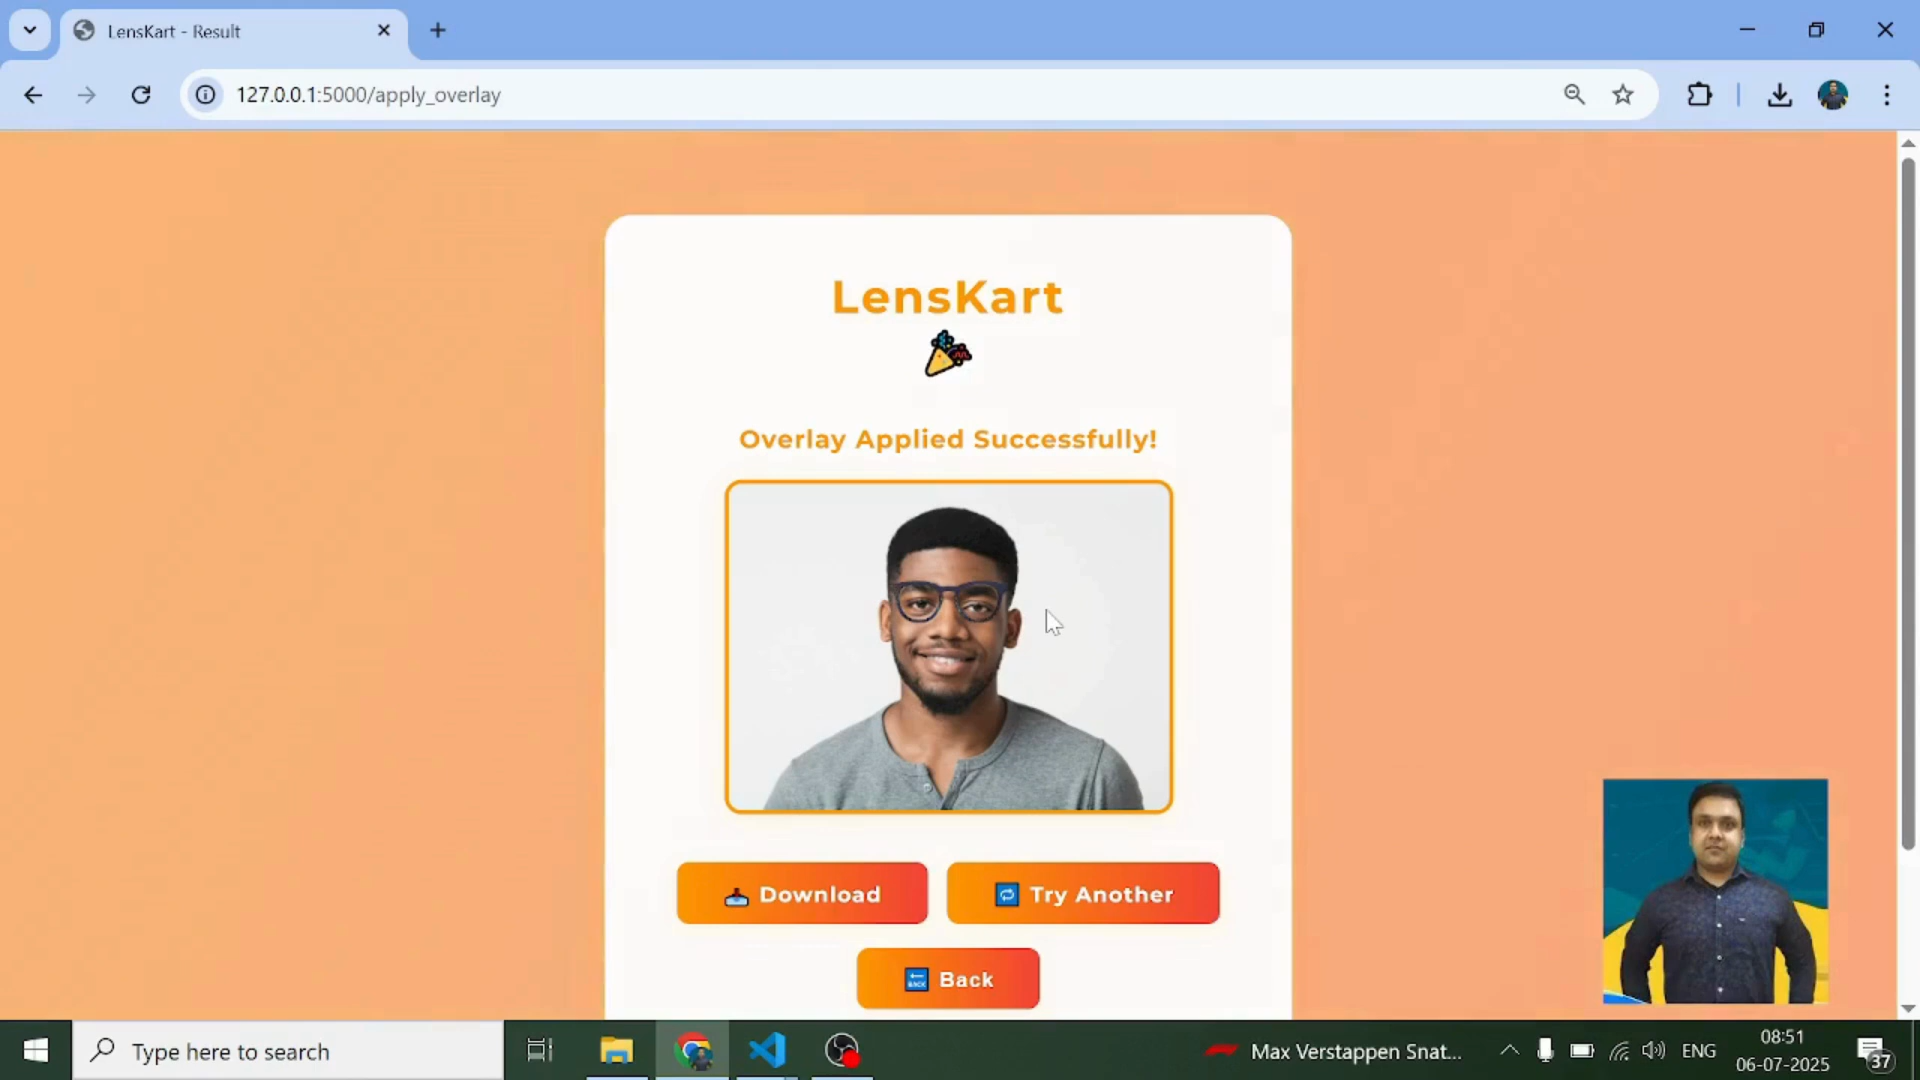 LensKart - Result
127.0.0.1:5000/apply_overlay
LensKart
Overlay Applied Successfully!
Download
Try Another
BACK
Back
Type here to search
Max Verstappen Snat...
ENG
08:51
06-07-2025
37